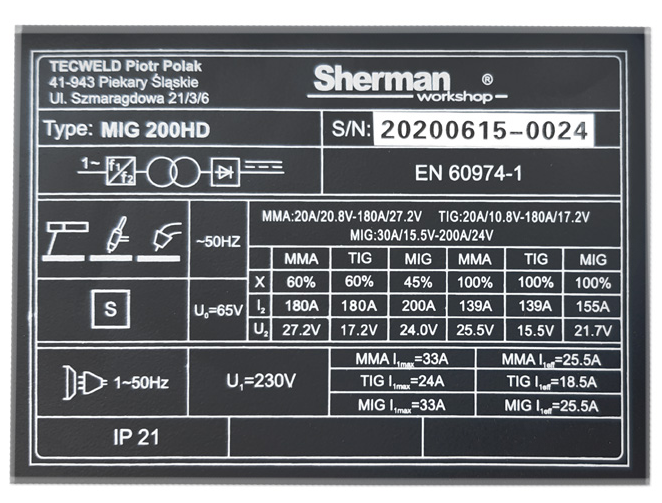 TECWELD Piotr Polak
41-943 Piekary Śląskie
Ul. Szmaragdowa 21/3/6
Sherman ®
workshop
Type: MIG 200HD
S/N: 20200615-0024
1~ f1/f2
EN 60974-1
~50HZ
MMA:20A/20.8V-180A/27.2V TIG:20A/10.8V-180A/17.2V
MIG:30A/15.5V-200A/24V
MMA TIG MIG MMA TIG MIG
X 60% 60% 45% 100% 100% 100%
S
U₀=65V
I₂ 180A 180A 200A 139A 139A 155A
U₂ 27.2V 17.2V 24.0V 25.5V 15.5V 21.7V
1~50Hz
U₁=230V
MMA I1max=33A MMA I1eff=25.5A
TIG I1max=24A TIG I1eff=18.5A
MIG I1max=33A MIG I1eff=25.5A
IP 21